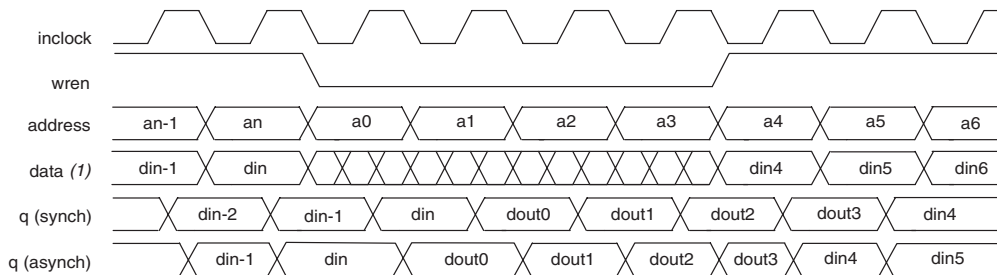 inclock
wren
address an-1 an a0 a1 a2 a3 a4 a5 a6
data (1) din-1 din din4 din5 din6
q (synch) din-2 din-1 din dout0 dout1 dout2 dout3 din4
q (asynch) din-1 din dout0 dout1 dout2 dout3 din4 din5